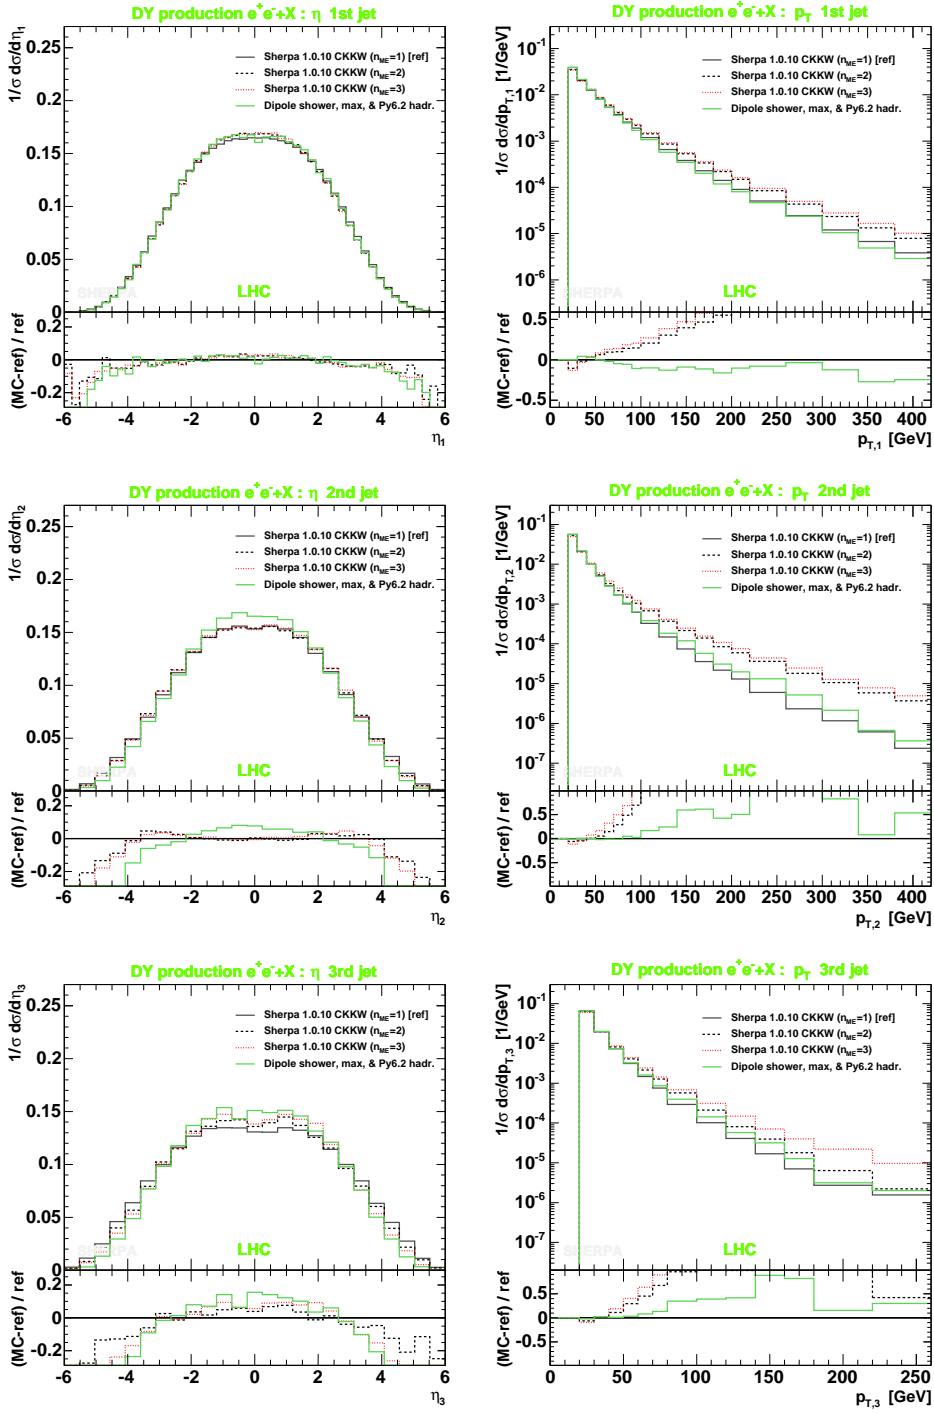 DY production e⁺e⁻+X : η 1st jet
1/σ dσ/dη₁
0.25
0.2
0.15
0.1
0.05
Sherpa 1.0.10 CKKW (n_ME=1) [ref]
Sherpa 1.0.10 CKKW (n_ME=2)
Sherpa 1.0.10 CKKW (n_ME=3)
Dipole shower, max, & Py6.2 hadr.
SHERPA
LHC
(MC-ref) / ref
0.2
0
-0.2
-6 -4 -2 0 2 4 6
η₁
DY production e⁺e⁻+X : p_T 1st jet
1/σ dσ/dp_T,1 [1/GeV]
10⁻¹
10⁻²
10⁻³
10⁻⁴
10⁻⁵
10⁻⁶
Sherpa 1.0.10 CKKW (n_ME=1) [ref]
Sherpa 1.0.10 CKKW (n_ME=2)
Sherpa 1.0.10 CKKW (n_ME=3)
Dipole shower, max, & Py6.2 hadr.
SHERPA
LHC
(MC-ref) / ref
0.5
0
-0.5
0 50 100 150 200 250 300 350 400
p_T,1 [GeV]
DY production e⁺e⁻+X : η 2nd jet
1/σ dσ/dη₂
0.25
0.2
0.15
0.1
0.05
Sherpa 1.0.10 CKKW (n_ME=1) [ref]
Sherpa 1.0.10 CKKW (n_ME=2)
Sherpa 1.0.10 CKKW (n_ME=3)
Dipole shower, max, & Py6.2 hadr.
SHERPA
LHC
(MC-ref) / ref
0.2
0
-0.2
-6 -4 -2 0 2 4 6
η₂
DY production e⁺e⁻+X : p_T 2nd jet
1/σ dσ/dp_T,2 [1/GeV]
10⁻¹
10⁻²
10⁻³
10⁻⁴
10⁻⁵
10⁻⁶
10⁻⁷
Sherpa 1.0.10 CKKW (n_ME=1) [ref]
Sherpa 1.0.10 CKKW (n_ME=2)
Sherpa 1.0.10 CKKW (n_ME=3)
Dipole shower, max, & Py6.2 hadr.
SHERPA
LHC
(MC-ref) / ref
0.5
0
-0.5
0 50 100 150 200 250 300 350 400
p_T,2 [GeV]
DY production e⁺e⁻+X : η 3rd jet
1/σ dσ/dη₃
0.25
0.2
0.15
0.1
0.05
0
Sherpa 1.0.10 CKKW (n_ME=1) [ref]
Sherpa 1.0.10 CKKW (n_ME=2)
Sherpa 1.0.10 CKKW (n_ME=3)
Dipole shower, max, & Py6.2 hadr.
SHERPA
LHC
(MC-ref) / ref
0.2
0
-0.2
-6 -4 -2 0 2 4 6
η₃
DY production e⁺e⁻+X : p_T 3rd jet
1/σ dσ/dp_T,3 [1/GeV]
10⁻¹
10⁻²
10⁻³
10⁻⁴
10⁻⁵
10⁻⁶
10⁻⁷
Sherpa 1.0.10 CKKW (n_ME=1) [ref]
Sherpa 1.0.10 CKKW (n_ME=2)
Sherpa 1.0.10 CKKW (n_ME=3)
Dipole shower, max, & Py6.2 hadr.
SHERPA
LHC
(MC-ref) / ref
0.5
0
-0.5
0 50 100 150 200 250
p_T,3 [GeV]